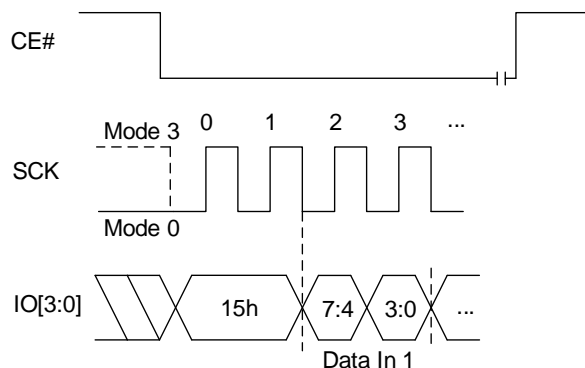 CE#
0 1 2 3 ...
Mode 3
SCK
Mode 0
IO[3:0] 15h 7:4 3:0 ...
Data In 1